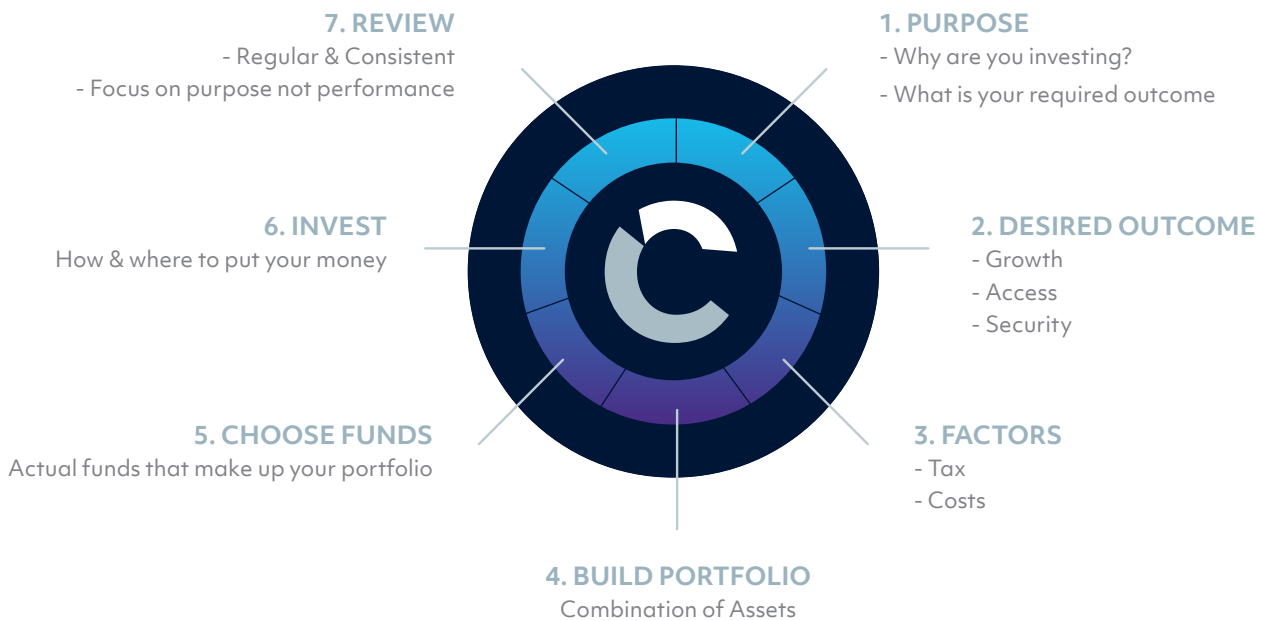 1. PURPOSE
- Why are you investing?
- What is your required outcome
2. DESIRED OUTCOME
- Growth
- Access
- Security
3. FACTORS
- Tax
- Costs
4. BUILD PORTFOLIO
Combination of Assets
5. CHOOSE FUNDS
Actual funds that make up your portfolio
6. INVEST
How & where to put your money
7. REVIEW
- Regular & Consistent
- Focus on purpose not performance